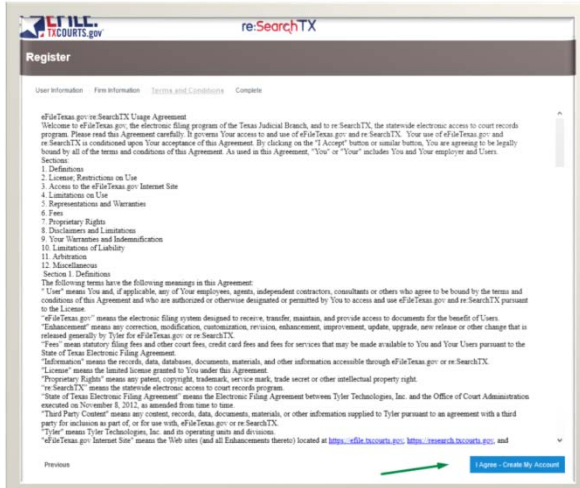 EFILE.
TXCOURTS.gov
re:SearchTX
Register
User Information Firm Information Terms and Conditions Complete
eFileTexas.gov/re:SearchTX Usage Agreement
Welcome to eFileTexas.gov, the electronic filing program of the Texas Judicial Branch, and to re:SearchTX, the statewide electronic access to court records
program. Please read this Agreement carefully. It governs Your access to and use of eFileTexas.gov and re:SearchTX. Your use of eFileTexas.gov and
re:SearchTX is conditioned upon Your acceptance of this Agreement. By clicking on the "I Accept" button or similar button, You are agreeing to be legally
bound by all of the terms and conditions of this Agreement. As used in this Agreement, "You" or "Your" includes You and Your employer and Users.
Sections:
1. Definitions
2. License; Restrictions on Use
3. Access to the eFileTexas.gov Internet Site
4. Limitations on Use
5. Representations and Warranties
6. Fees
7. Proprietary Rights
8. Disclaimers and Limitations
9. Your Warranties and Indemnification
10. Limitations of Liability
11. Arbitration
12. Miscellaneous
Section 1. Definitions
The following terms have the following meanings in this Agreement:
" User" means You and, if applicable, any of Your employees, agents, independent contractors, consultants or others who agree to be bound by the terms and
conditions of this Agreement and who are authorized or otherwise designated or permitted by You to access and use eFileTexas.gov and re:SearchTX pursuant
to the License.
"eFileTexas.gov" means the electronic filing system designed to receive, transfer, maintain, and provide access to documents for the benefit of Users.
"Enhancement" means any correction, modification, customization, revision, enhancement, improvement, update, upgrade, new release or other change that is
released generally by Tyler for eFileTexas.gov or re:SearchTX.
"Fees" mean statutory filing fees and other court fees, credit card fees and fees for services that may be made available to You and Your Users pursuant to the
State of Texas Electronic Filing Agreement.
"Information" means the records, data, databases, documents, materials, and other information accessible through eFileTexas.gov or re:SearchTX.
"License" means the limited license granted to You under this Agreement.
"Proprietary Rights" means any patent, copyright, trademark, service mark, trade secret or other intellectual property right.
"re:SearchTX" means the statewide electronic access to court records program.
"State of Texas Electronic Filing Agreement" means the Electronic Filing Agreement between Tyler Technologies, Inc. and the Office of Court Administration
executed on November 8, 2012, as amended from time to time.
"Third Party Content" means any content, records, data, documents, materials, or other information supplied to Tyler pursuant to an agreement with a third
party for inclusion as part of, or for use with, eFileTexas.gov or re:SearchTX.
"Tyler" means Tyler Technologies, Inc. and its operating units and divisions.
"eFileTexas.gov Internet Site" means the Web sites (and all Enhancements thereto) located at https://efile.txcourts.gov, https://research.txcourts.gov, and
Previous
I Agree - Create My Account